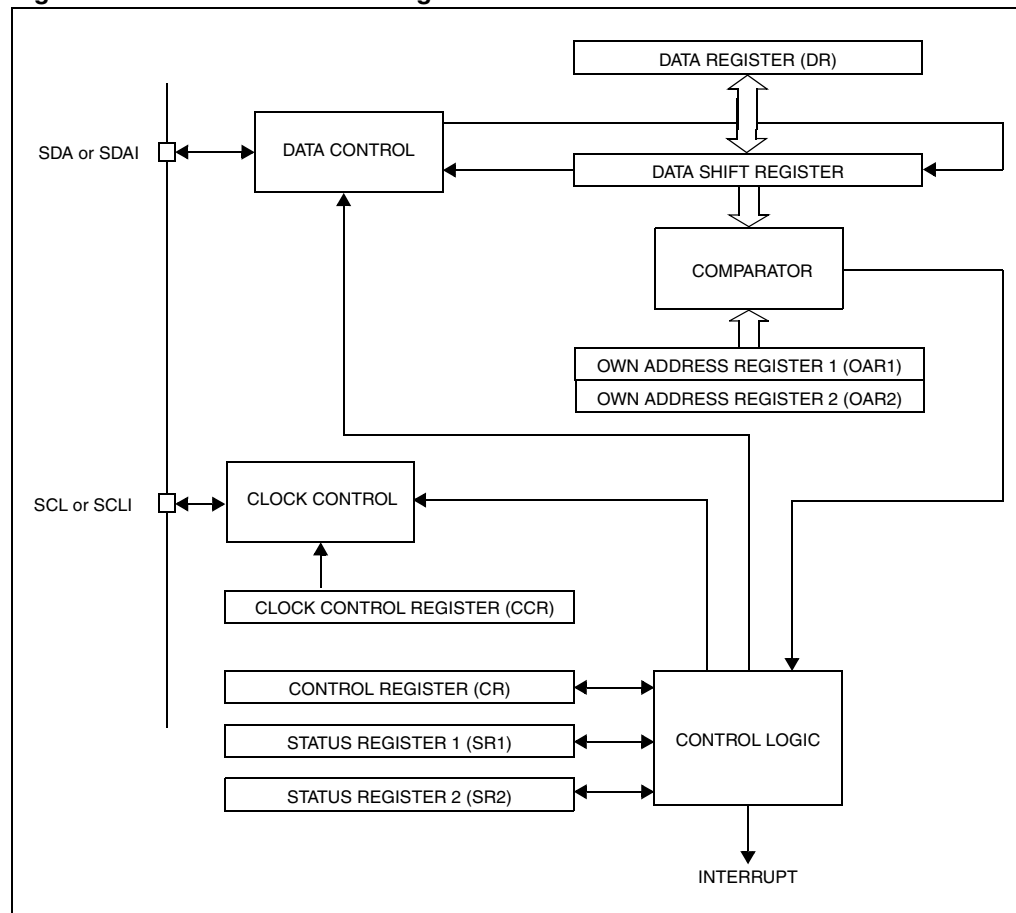 DATA REGISTER (DR)
SDA or SDAI
DATA CONTROL
DATA SHIFT REGISTER
COMPARATOR
OWN ADDRESS REGISTER 1 (OAR1)
OWN ADDRESS REGISTER 2 (OAR2)
SCL or SCLI
CLOCK CONTROL
CLOCK CONTROL REGISTER (CCR)
CONTROL REGISTER (CR)
STATUS REGISTER 1 (SR1)
CONTROL LOGIC
STATUS REGISTER 2 (SR2)
INTERRUPT